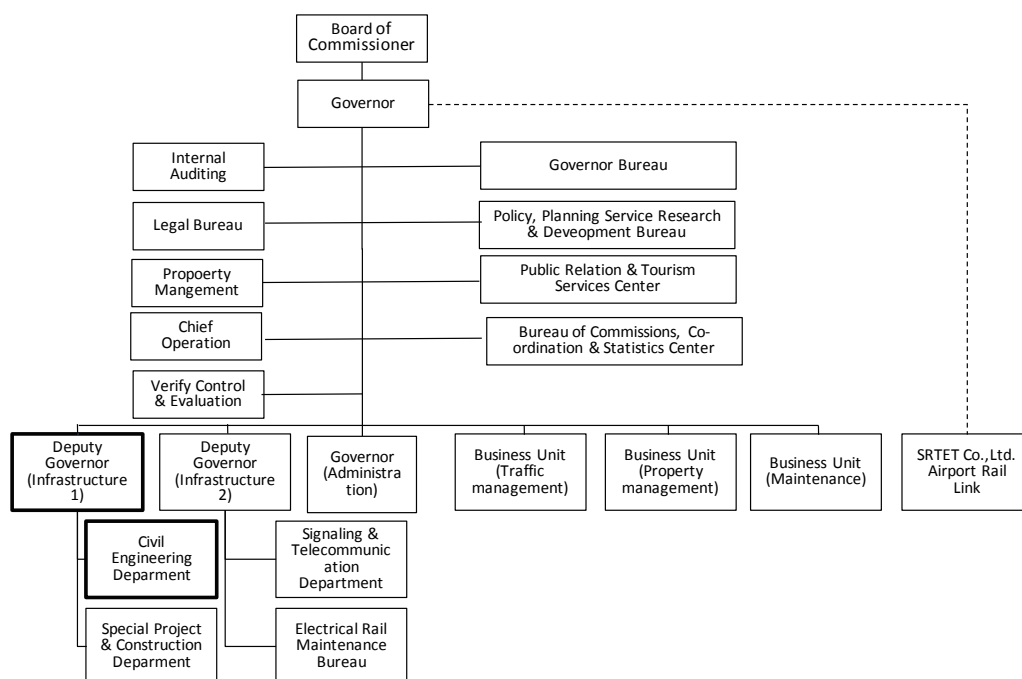 Board of
Commissioner
Governor
Internal
Auditing
Governor Bureau
Legal Bureau
Policy, Planning Service Research
& Deveopment Bureau
Propoerty
Mangement
Public Relation & Tourism
Services Center
Chief
Operation
Bureau of Commissions, Co-
ordination & Statistics Center
Verify Control
& Evaluation
Deputy
Governor
(Infrastructure
1)
Deputy
Governor
(Infrastructure
2)
Governor
(Administra
tion)
Business Unit
(Traffic
management)
Business Unit
(Property
management)
Business Unit
(Maintenance)
SRTET Co.,Ltd.
Airport Rail
Link
Civil
Engineering
Deparment
Signaling &
Telecommunic
ation
Department
Special Project
& Construction
Deparment
Electrical Rail
Maintenance
Bureau